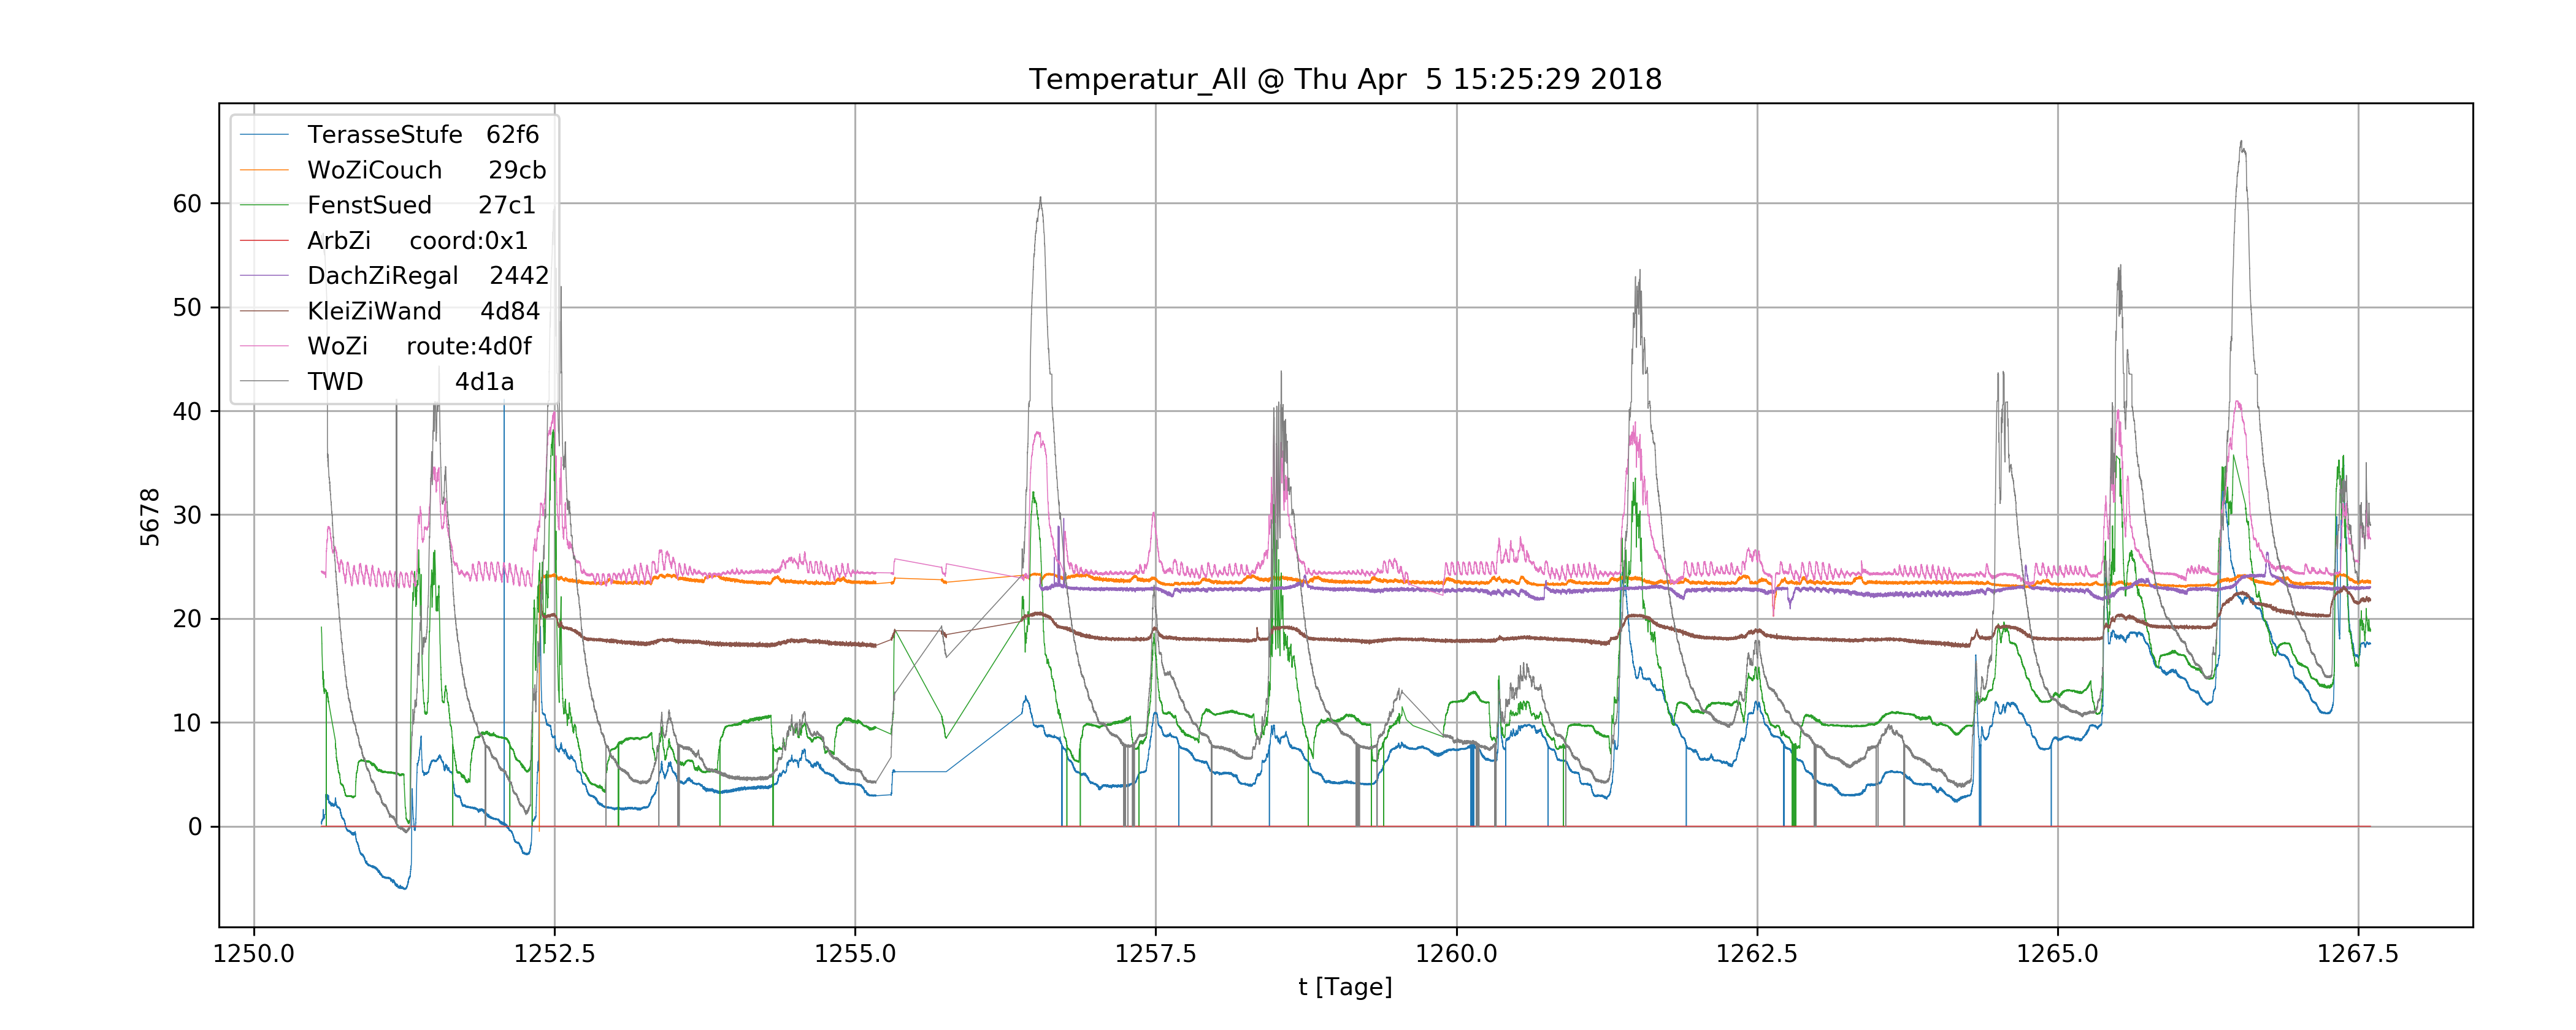 Temperatur_All @ Thu Apr  5 15:25:29 2018
TerasseStufe   62f6
WoZiCouch      29cb
FenstSued      27c1
ArbZi     coord:0x1
DachZiRegal    2442
KleiZiWand     4d84
WoZi     route:4d0f
TWD            4d1a
60
50
40
30
20
10
0
5678
1250.0 1252.5 1255.0 1257.5 1260.0 1262.5 1265.0 1267.5
t [Tage]